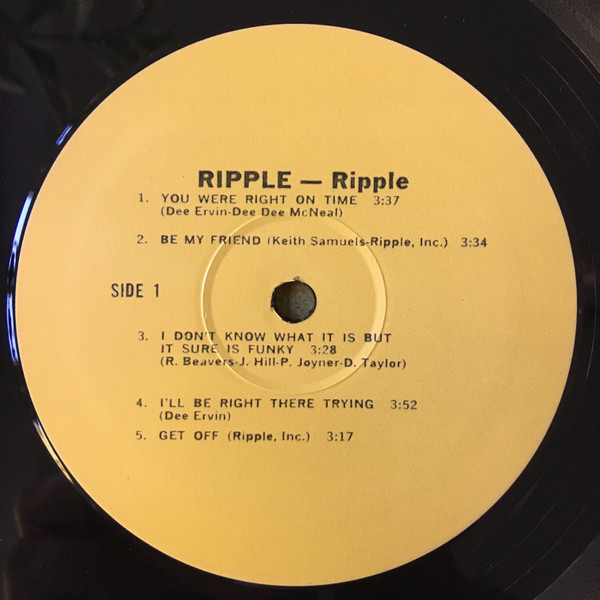 RIPPLE — Ripple
1. YOU WERE RIGHT ON TIME 3:37
(Dee Ervin-Dee Dee McNeal)
2. BE MY FRIEND (Keith Samuels-Ripple, Inc.) 3:34
SIDE 1
3. I DON'T KNOW WHAT IT IS BUT
IT SURE IS FUNKY 3:28
(R. Beavers-J. Hill-P. Joyner-D. Taylor)
4. I'LL BE RIGHT THERE TRYING 3:52
(Dee Ervin)
5. GET OFF (Ripple, Inc.) 3:17